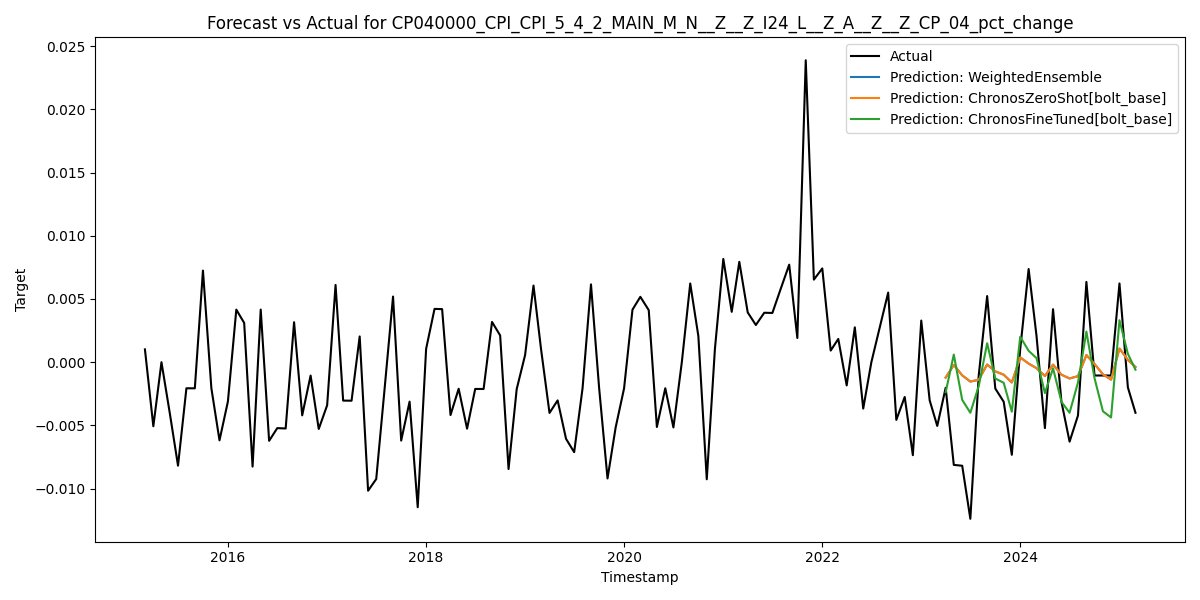 Forecast vs Actual for CP040000_CPI_CPI_5_4_2_MAIN_M_N__Z__Z_I24_L__Z_A__Z__Z_CP_04_pct_change
Actual
Prediction: WeightedEnsemble
Prediction: ChronosZeroShot[bolt_base]
Prediction: ChronosFineTuned[bolt_base]
Target
0.025
0.020
0.015
0.010
0.005
0.000
−0.005
−0.010
2016 2018 2020 2022 2024
Timestamp